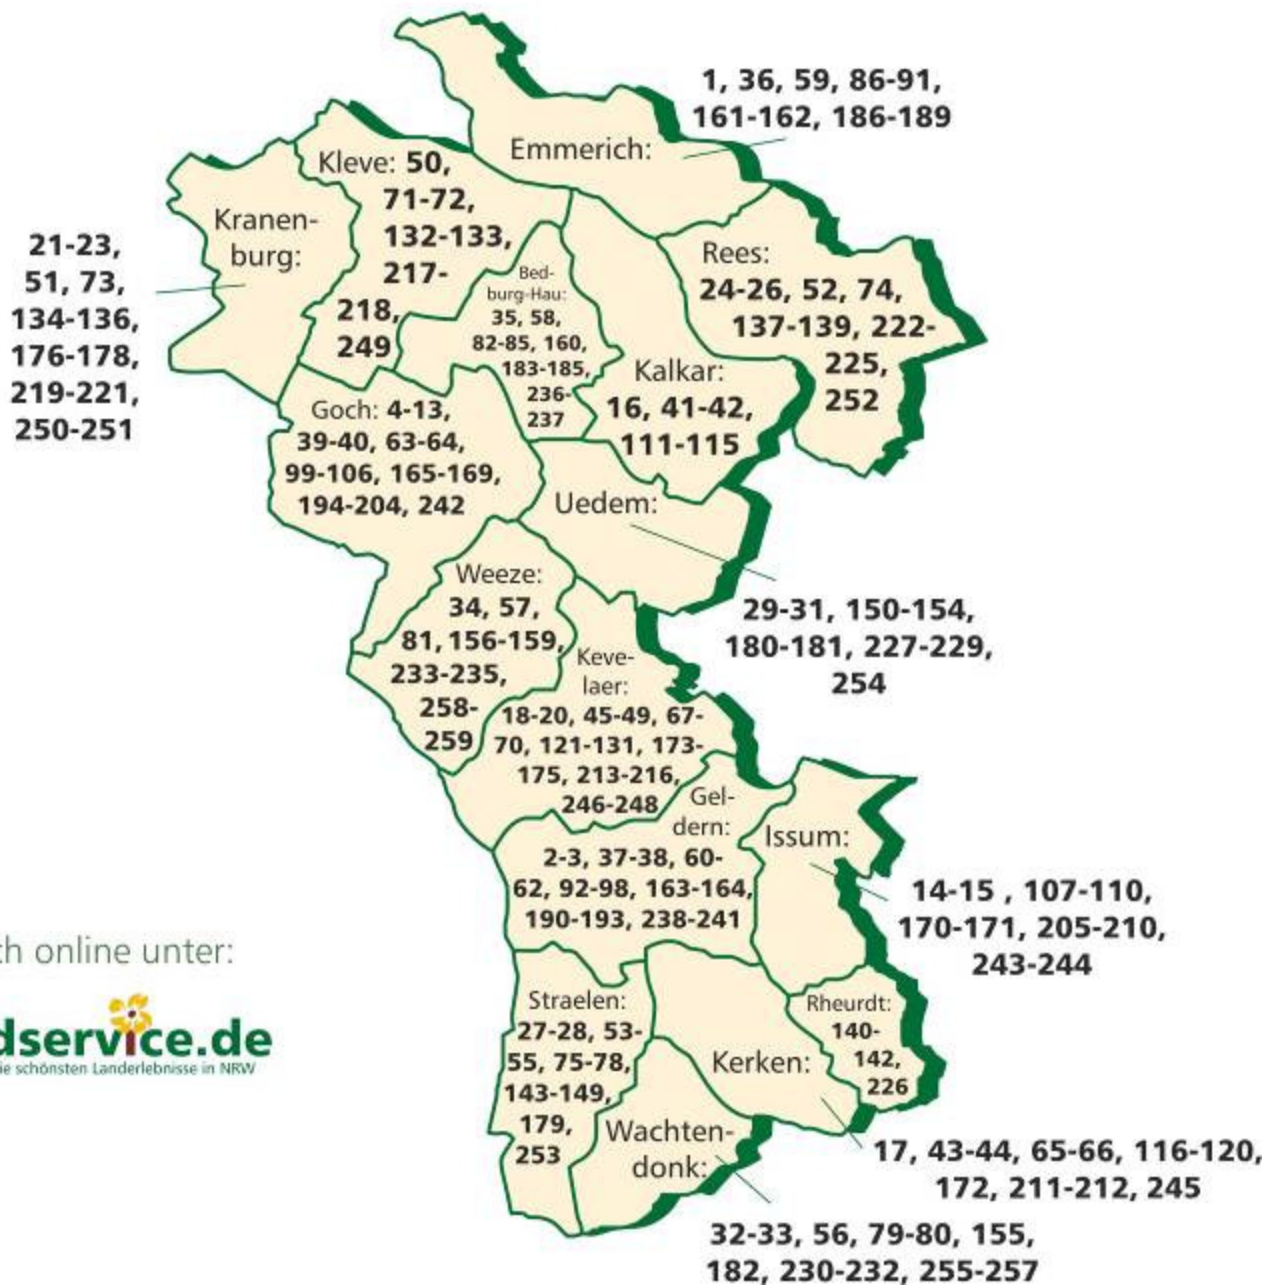 1, 36, 59, 86-91,
161-162, 186-189
Emmerich:
Kleve: 50,
71-72,
132-133,
217-
218,
249
Kranen-
burg:
21-23,
51, 73,
134-136,
176-178,
219-221,
250-251
Bed-
burg-Hau:
35, 58,
82-85, 160,
183-185,
236-
237
Rees:
24-26, 52, 74,
137-139, 222-
225,
252
Kalkar:
16, 41-42,
111-115
Goch: 4-13,
39-40, 63-64,
99-106, 165-169,
194-204, 242
Uedem:
29-31, 150-154,
180-181, 227-229,
254
Weeze:
34, 57,
81, 156-159,
233-235,
258-
259
Keve-
laer:
18-20, 45-49, 67-
70, 121-131, 173-
175, 213-216,
246-248
Gel-
dern:
2-3, 37-38, 60-
62, 92-98, 163-164,
190-193, 238-241
Issum:
14-15 , 107-110,
170-171, 205-210,
243-244
Straelen:
27-28, 53-
55, 75-78,
143-149,
179,
253
Rheurdt:
140-
142,
226
Kerken:
17, 43-44, 65-66, 116-120,
172, 211-212, 245
Wachten-
donk:
32-33, 56, 79-80, 155,
182, 230-232, 255-257
online unter:
dservice.de
schönsten Landerlebnisse in NRW